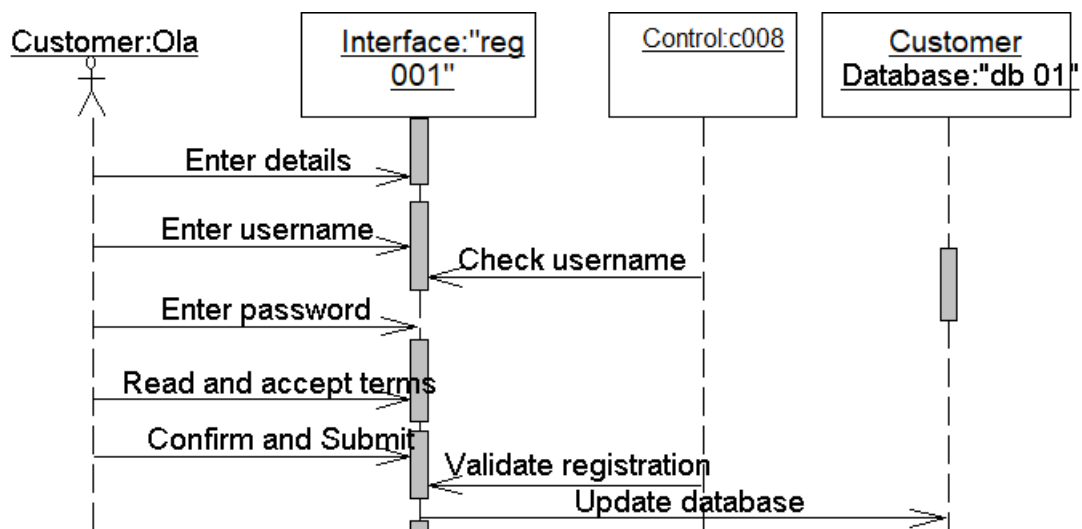 Customer:Ola
Interface:"reg
001"
Control:c008
Customer
Database:"db 01"
Enter details
Enter username
Check username
Enter password
Read and accept terms
Confirm and Submit
Validate registration
Update database